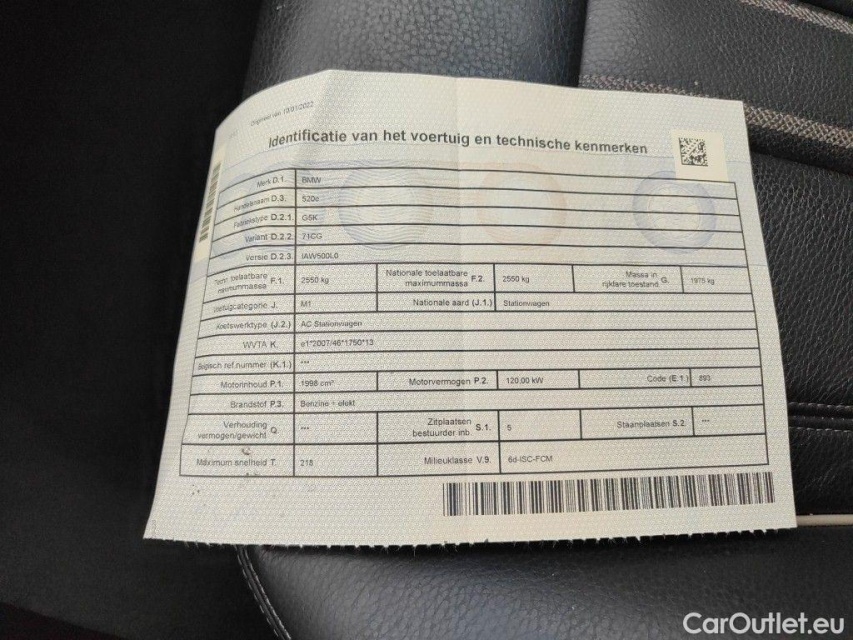 van 10/01/2022
Identificatie van het voertuig en technische kenmerken
Merk D.1. BMW
Handelsnaam D.3. 520e
Fabriekstype D.2.1. G5K
Variant D.2.2. 71CG
Versie D.2.3. IAW500L0
Techn. toelaatbare maximummassa F.1. 2550 kg Nationale toelaatbare maximummassa F.2. 2550 kg Massa in rijklare toestand G. 1975 kg
Voertuigcategorie J. M1 Nationale aard (J.1.) Stationwagen
Koetswerktype (J.2.) AC Stationwagen
WVTA K. e1*2007/46*1750*13
Belgisch ref.nummer (K.1.) ---
Motorinhoud P.1. 1998 cm³ Motorvermogen P.2. 120,00 kW Code (E.1.) 893
Brandstof P.3. Benzine + elekt
Verhouding vermogen/gewicht Q. --- Zitplaatsen bestuurder inb. S.1. 5 Staanplaatsen S.2. ---
Maximum snelheid T. 218 Milieuklasse V.9. 6d-ISC-FCM
CarOutlet.eu